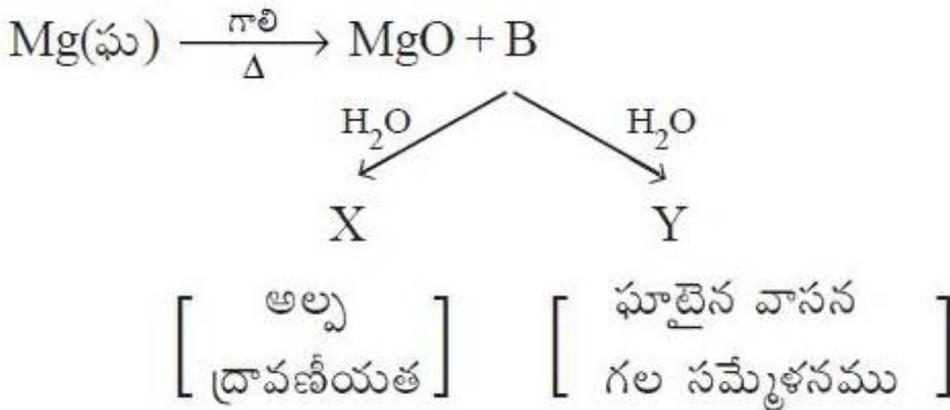 Mg(ఘ) గాలి Δ MgO + B
H₂O H₂O
X Y
[ అల్ప ద్రావణీయత ] [ ఘాటైన వాసన గల సమ్మేళనము ]